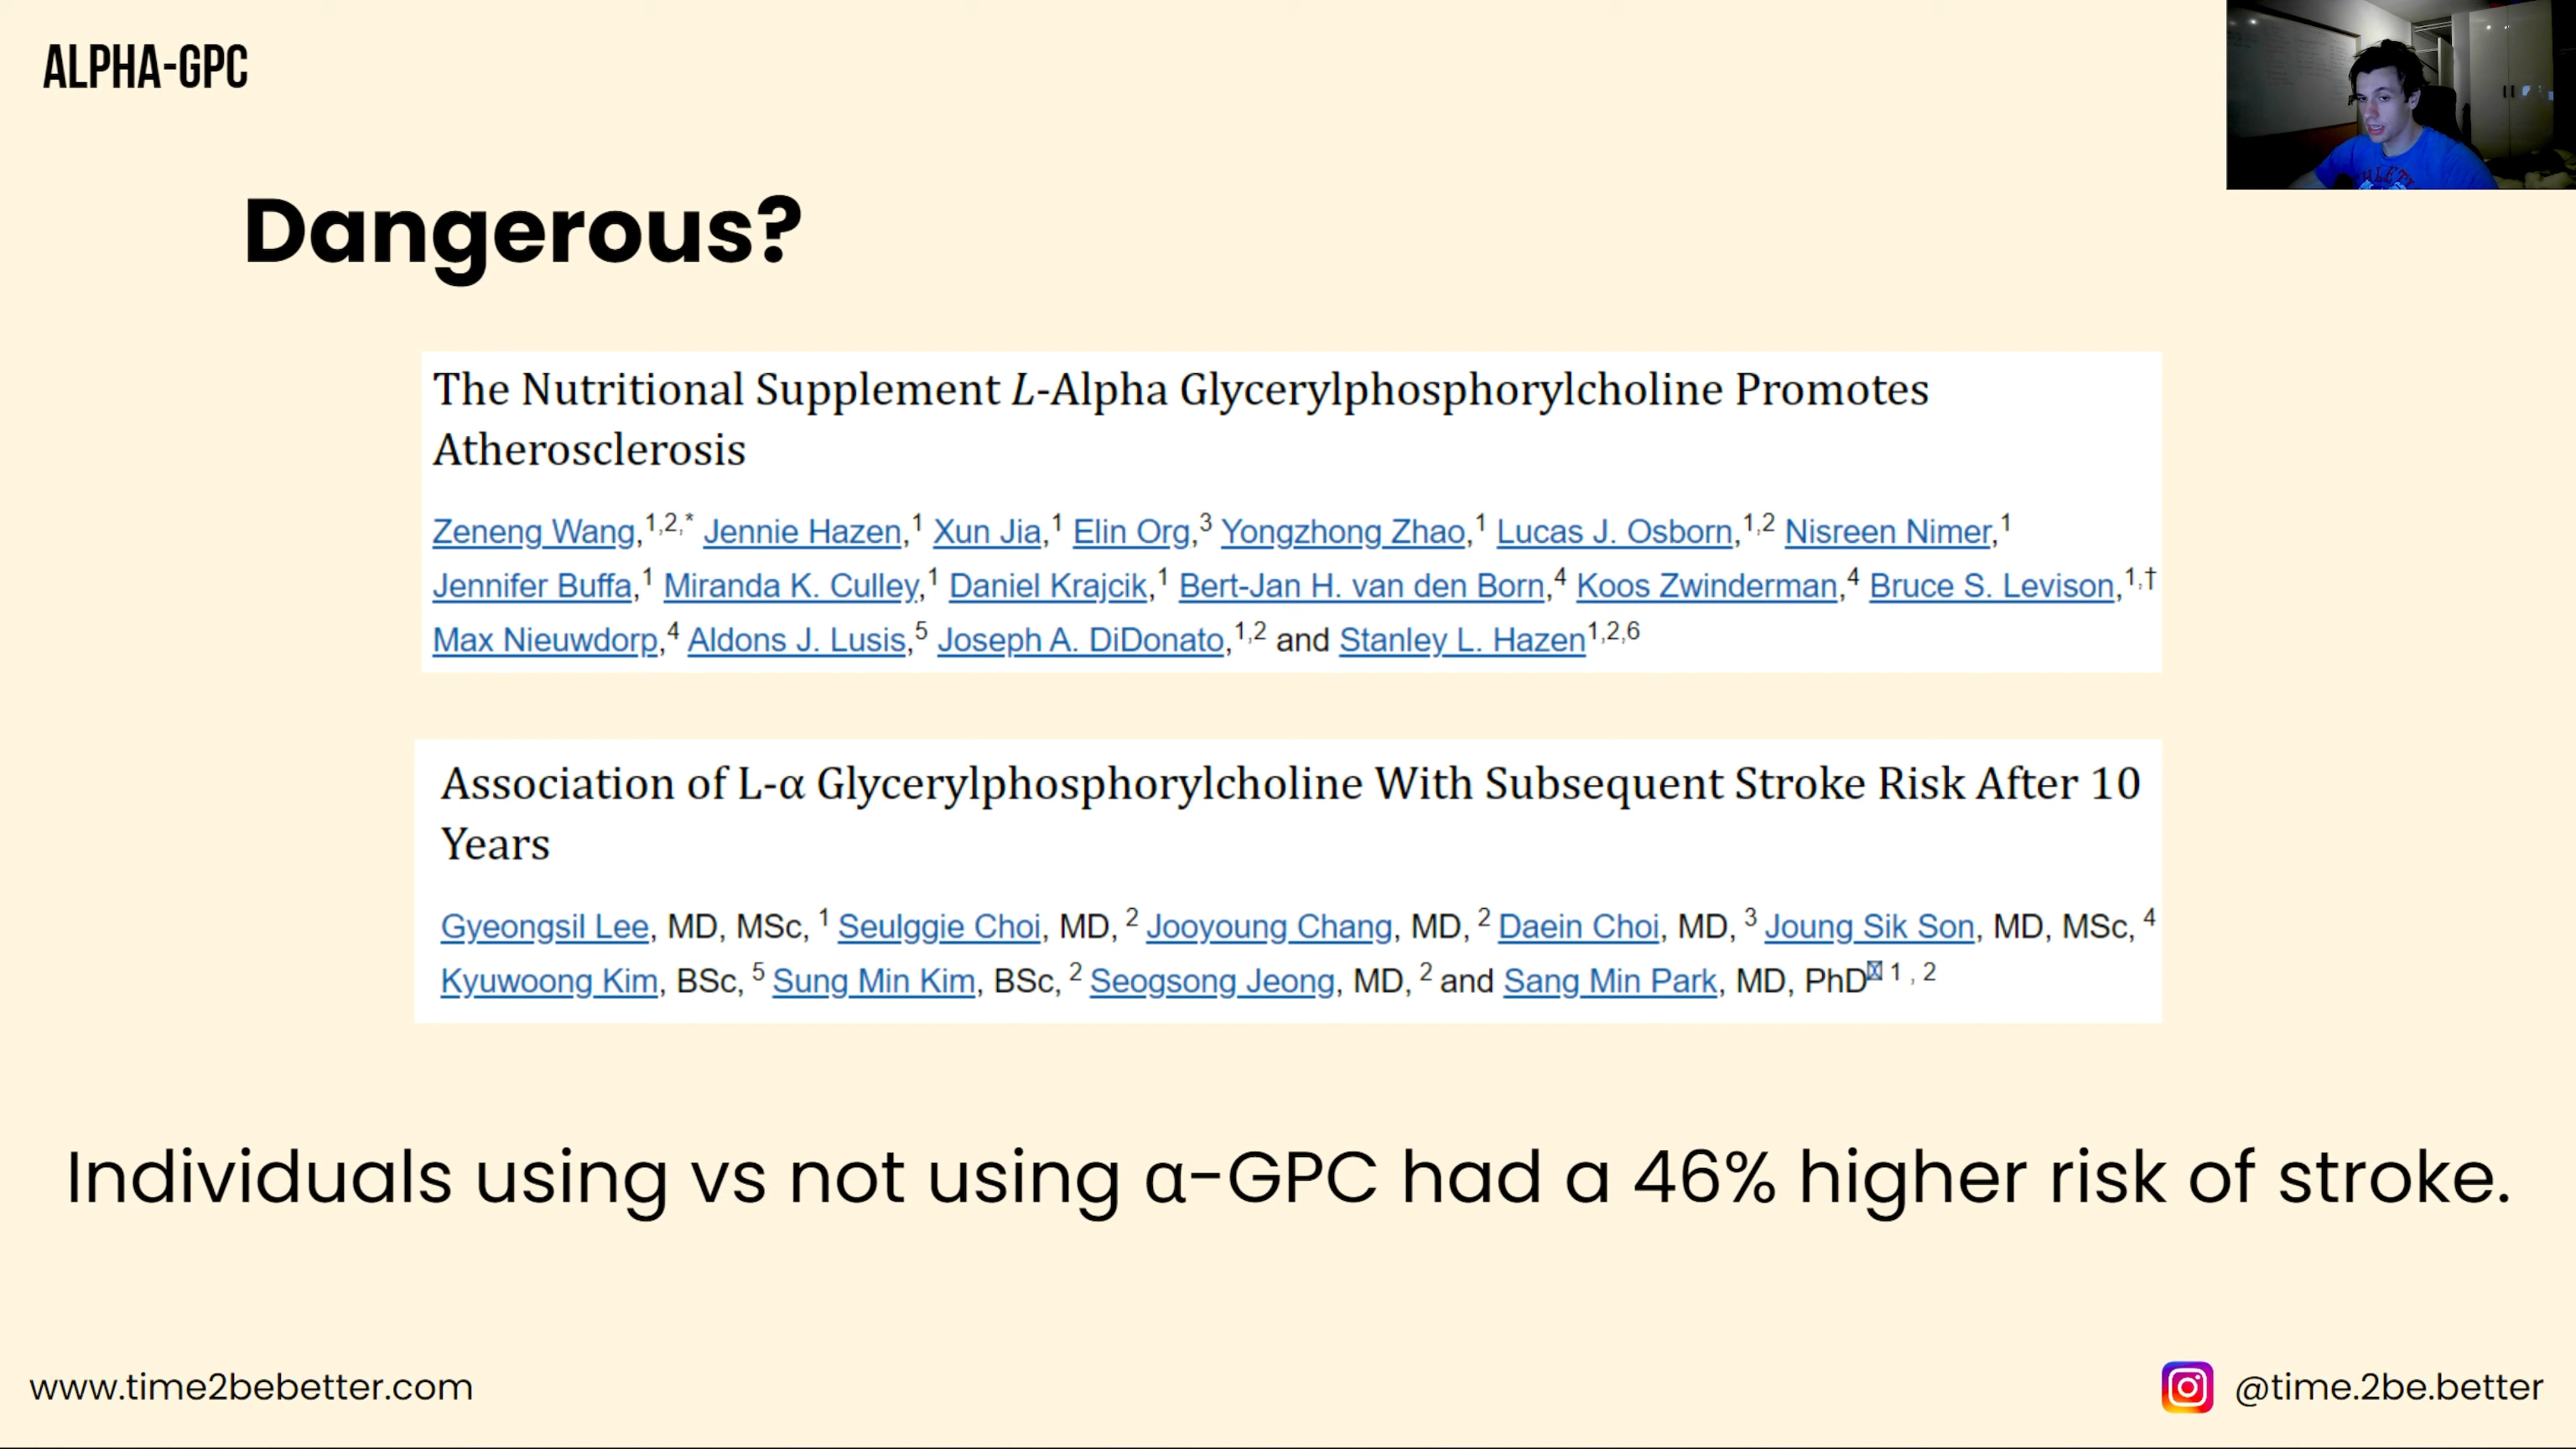 ALPHA-GPC
Dangerous?
The Nutritional Supplement L-Alpha Glycerylphosphorylcholine Promotes
Atherosclerosis
Zeneng Wang,1,2,* Jennie Hazen,1 Xun Jia,1 Elin Org,3 Yongzhong Zhao,1 Lucas J. Osborn,1,2 Nisreen Nimer,1
Jennifer Buffa,1 Miranda K. Culley,1 Daniel Krajcik,1 Bert-Jan H. van den Born,4 Koos Zwinderman,4 Bruce S. Levison,1,†
Max Nieuwdorp,4 Aldons J. Lusis,5 Joseph A. DiDonato,1,2 and Stanley L. Hazen1,2,6
Association of L-α Glycerylphosphorylcholine With Subsequent Stroke Risk After 10
Years
Gyeongsil Lee, MD, MSc, 1 Seulggie Choi, MD, 2 Jooyoung Chang, MD, 2 Daein Choi, MD, 3 Joung Sik Son, MD, MSc, 4
Kyuwoong Kim, BSc, 5 Sung Min Kim, BSc, 2 Seogsong Jeong, MD, 2 and Sang Min Park, MD, PhD 1 , 2
Individuals using vs not using α-GPC had a 46% higher risk of stroke.
www.time2bebetter.com
@time.2be.better